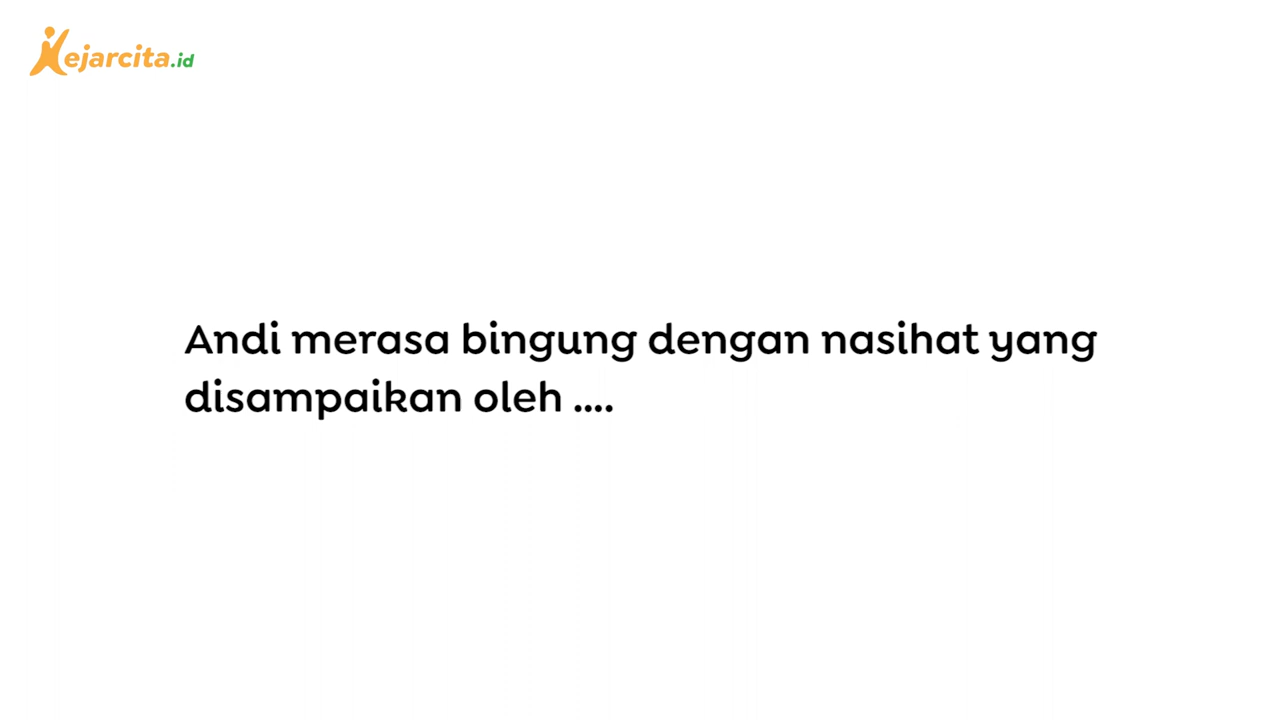 Kejarcita.id
Andi merasa bingung dengan nasihat yang
disampaikan oleh ....